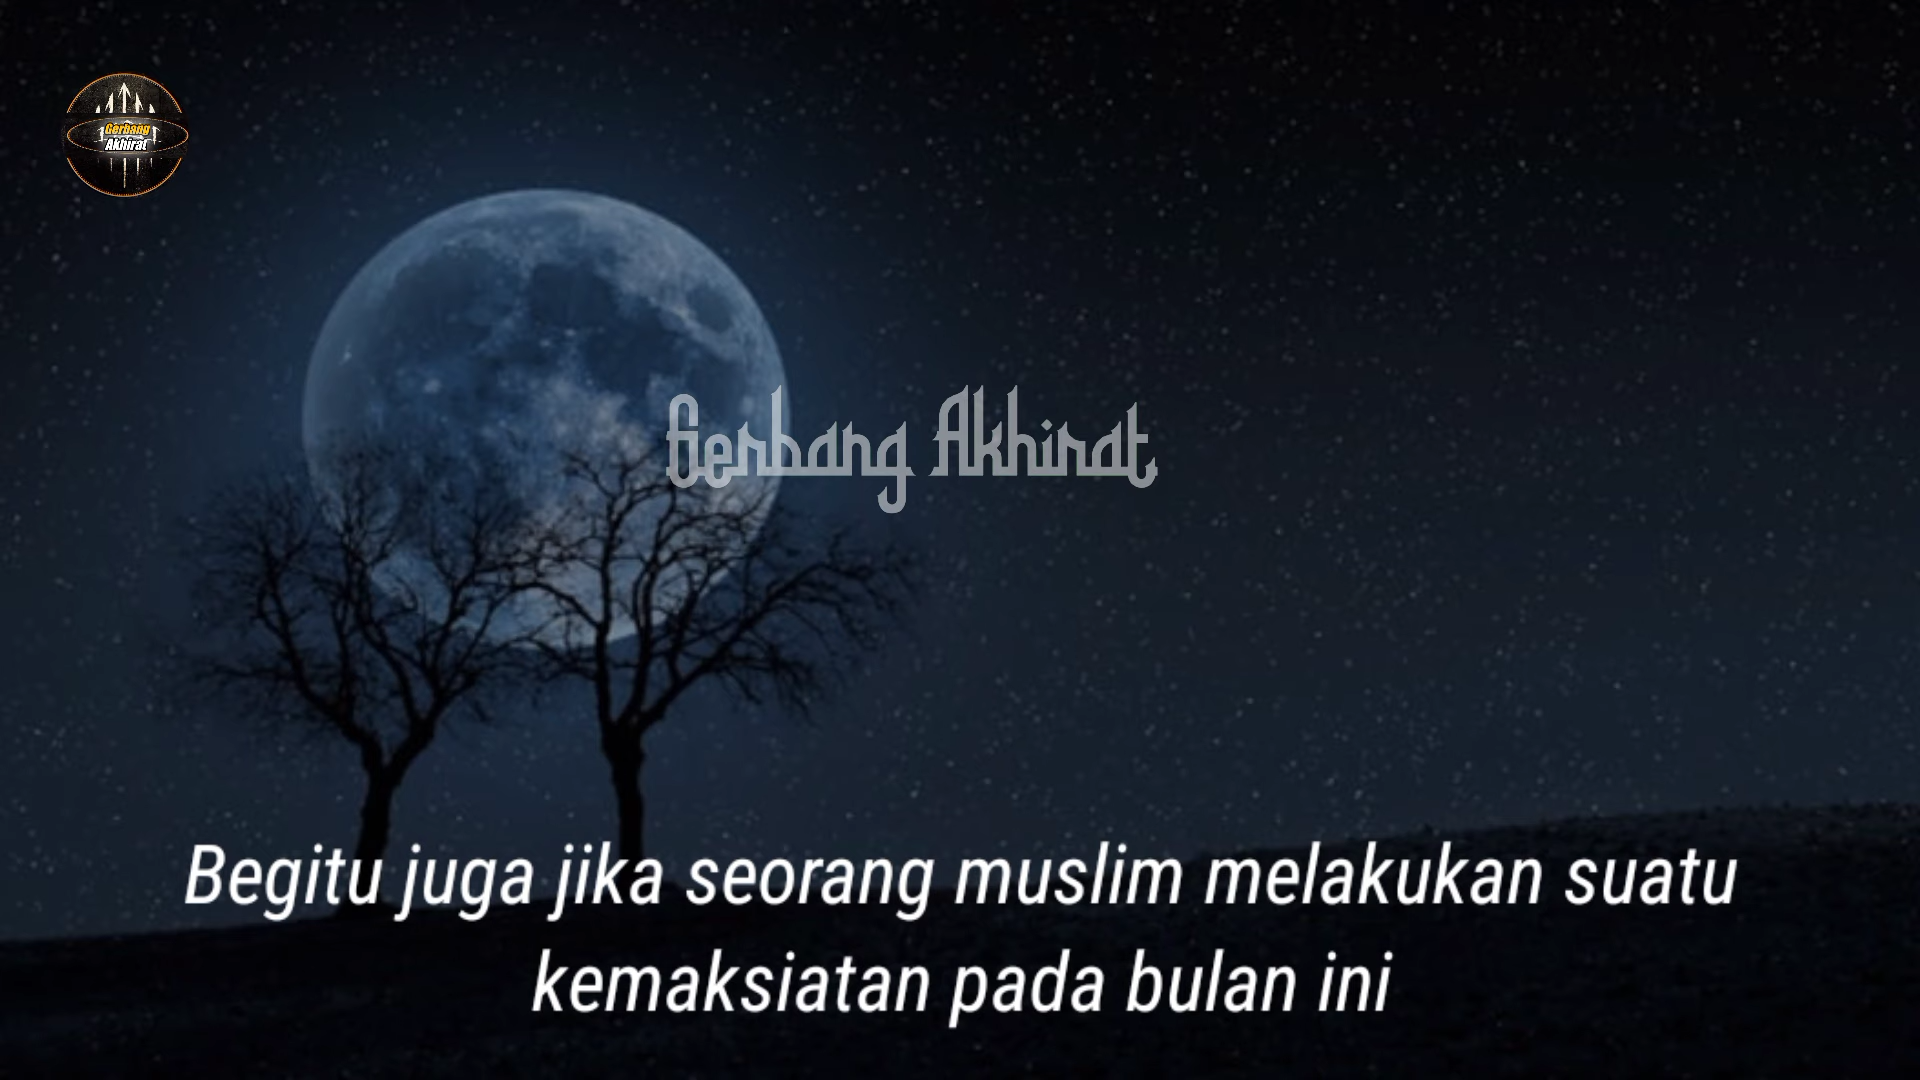 Gerbang
Akhirat
Gerbang Akhirat
Begitu juga jika seorang muslim melakukan suatu
kemaksiatan pada bulan ini